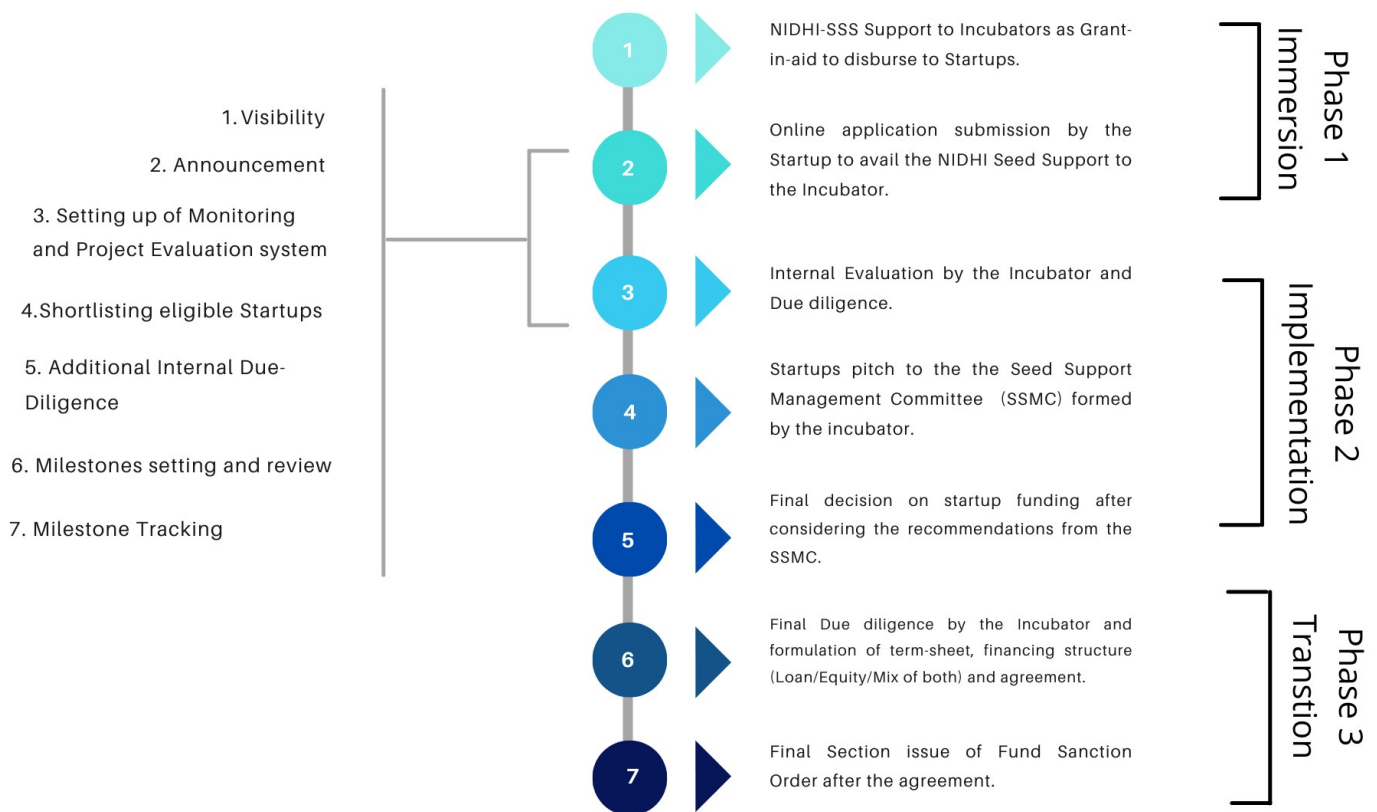 1. Visibility
2. Announcement
3. Setting up of Monitoring
and Project Evaluation system
4.Shortlisting eligible Startups
5. Additional Internal Due-
Diligence
6. Milestones setting and review
7. Milestone Tracking
1
NIDHI-SSS Support to Incubators as Grant-
in-aid to disburse to Startups.
2
Online application submission by the
Startup to avail the NIDHI Seed Support to
the Incubator.
3
Internal Evaluation by the Incubator and
Due diligence.
4
Startups pitch to the the Seed Support
Management Committee (SSMC) formed
by the incubator.
5
Final decision on startup funding after
considering the recommendations from the
SSMC.
6
Final Due diligence by the Incubator and
formulation of term-sheet, financing structure
(Loan/Equity/Mix of both) and agreement.
7
Final Section issue of Fund Sanction
Order after the agreement.
Phase 1
Immersion
Phase 2
Implementation
Phase 3
Transtion